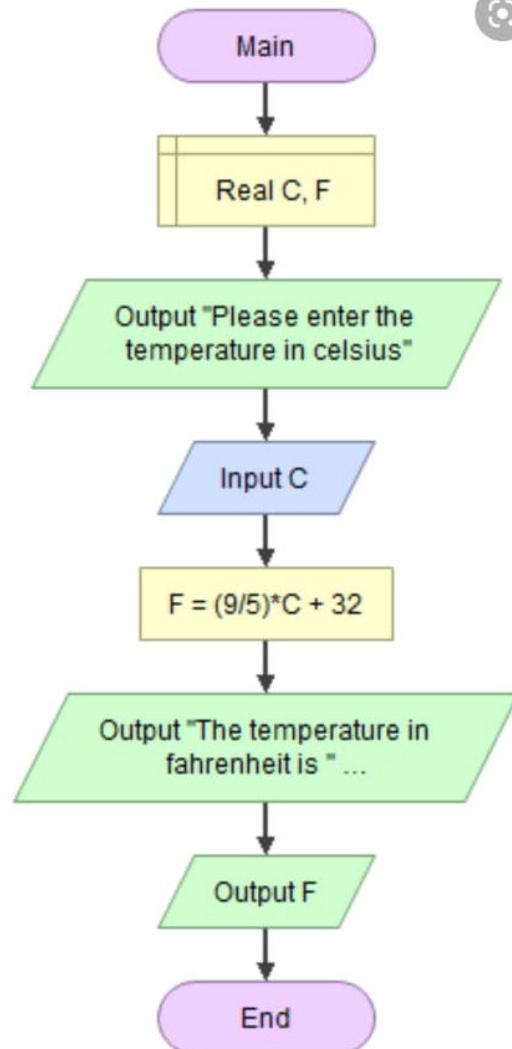 Main
Real C, F
Output "Please enter the
temperature in celsius"
Input C
F = (9/5)*C + 32
Output "The temperature in
fahrenheit is " ...
Output F
End